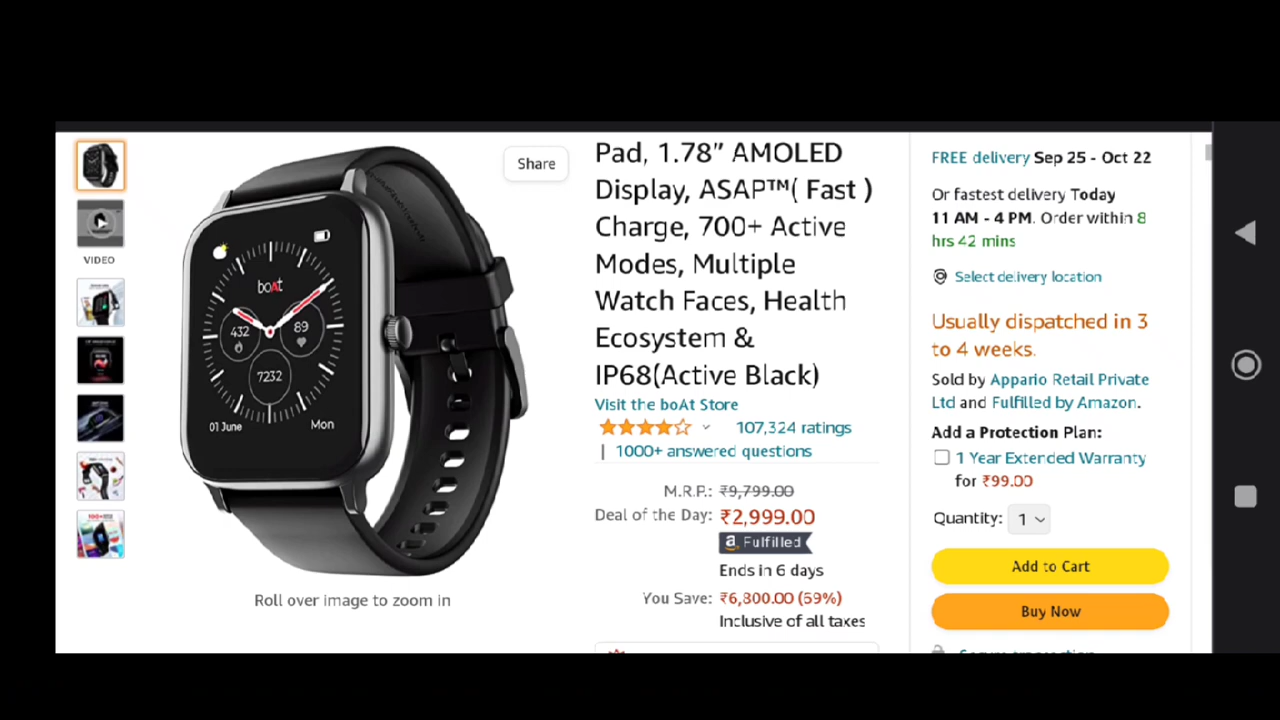 Share
VIDEO
boAt
432
89
7232
01 June
Mon
Roll over image to zoom in
Pad, 1.78” AMOLED
Display, ASAP™( Fast )
Charge, 700+ Active
Modes, Multiple
Watch Faces, Health
Ecosystem &
IP68(Active Black)
Visit the boAt Store
107,324 ratings
| 1000+ answered questions
M.R.P.: ₹9,799.00
Deal of the Day: ₹2,999.00
a Fulfilled
Ends in 6 days
You Save: ₹6,800.00 (59%)
Inclusive of all taxes
FREE delivery Sep 25 - Oct 22
Or fastest delivery Today
11 AM - 4 PM. Order within 8
hrs 42 mins
Select delivery location
Usually dispatched in 3
to 4 weeks.
Sold by Appario Retail Private
Ltd and Fulfilled by Amazon.
Add a Protection Plan:
1 Year Extended Warranty
for ₹99.00
Quantity: 1
Add to Cart
Buy Now